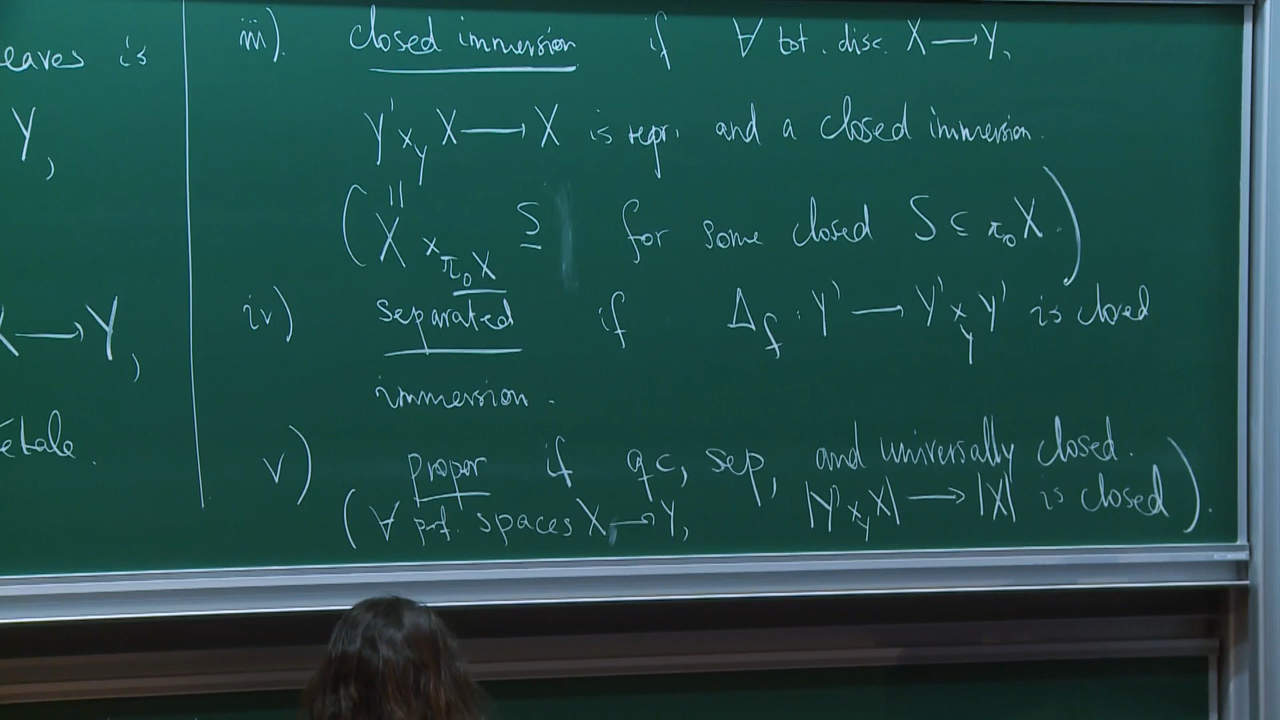 eaves is
Y,
X → Y,
étale.
iii). closed immersion if ∀ tot. disc. X → Y,
Y' ×_Y X → X is repr. and a closed immersion.
( X ×_{π₀X} S for some closed S ⊂ π₀X. )
iv) separated if Δ_f : Y' → Y' ×_Y Y' is closed
immersion.
v) proper if qc, sep, and universally closed.
( ∀ perf. spaces X → Y, |Y' ×_Y X| → |X| is closed ).